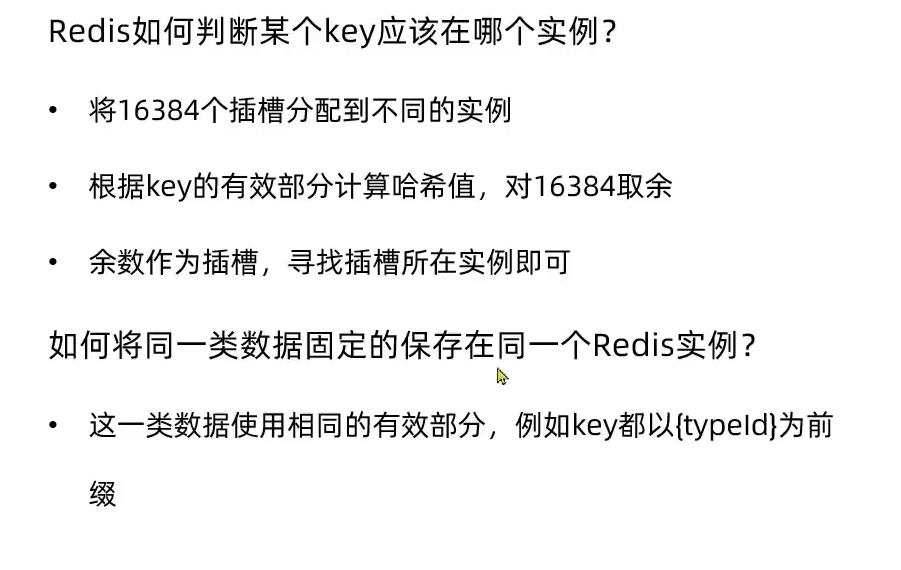 Redis如何判断某个key应该在哪个实例？
• 将16384个插槽分配到不同的实例
• 根据key的有效部分计算哈希值，对16384取余
• 余数作为插槽，寻找插槽所在实例即可
如何将同一类数据固定的保存在同一个Redis实例？
• 这一类数据使用相同的有效部分，例如key都以{typeId}为前
缀